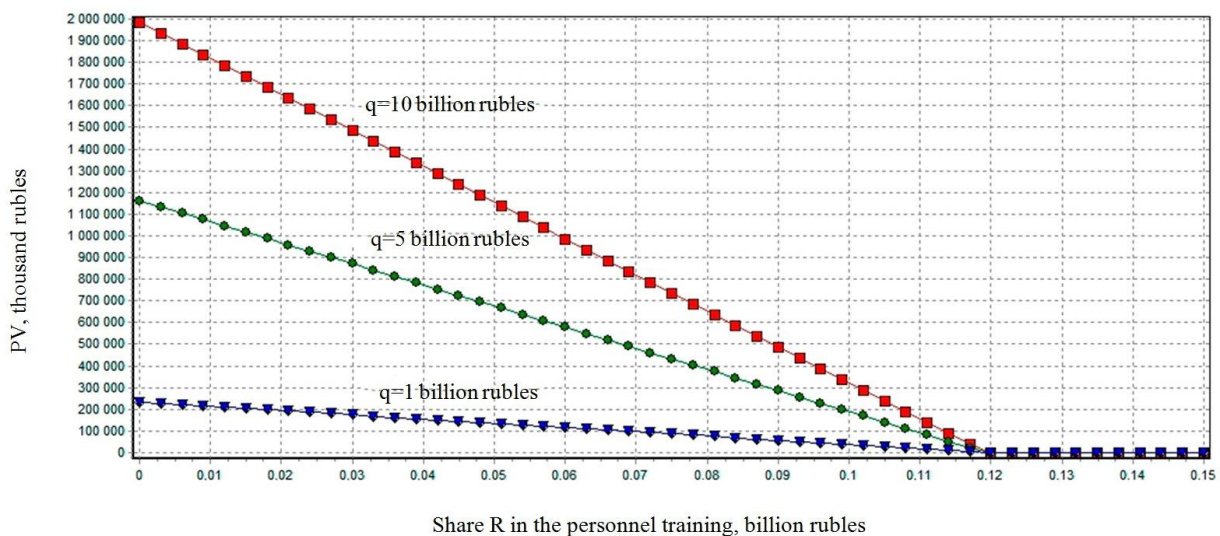 2 000 000
1 900 000
1 800 000
1 700 000
1 600 000
1 500 000
1 400 000
1 300 000
1 200 000
1 100 000
1 000 000
900 000
800 000
700 000
600 000
500 000
400 000
300 000
200 000
100 000
0
PV, thousand rubles
q=10 billion rubles
q=5 billion rubles
q=1 billion rubles
0 0.01 0.02 0.03 0.04 0.05 0.06 0.07 0.08 0.09 0.1 0.11 0.12 0.13 0.14 0.15
Share R in the personnel training, billion rubles